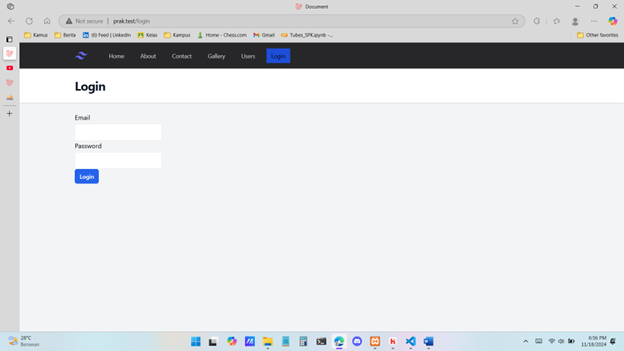 Document
Not secure
prak.test/login
Kamus
Berita
(6) Feed | LinkedIn
Kelas
Kampus
Home - Chess.com
Gmail
Tubes_SPK.ipynb -...
Other favorites
Home
About
Contact
Gallery
Users
Login
Login
Email
Password
Login
28°C
Berawan
6:56 PM
11/18/2024